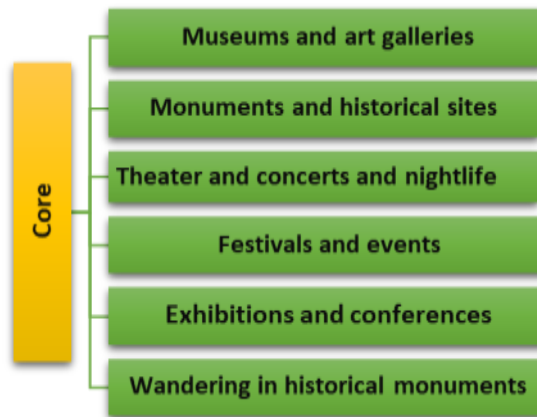 Core
Museums and art galleries
Monuments and historical sites
Theater and concerts and nightlife
Festivals and events
Exhibitions and conferences
Wandering in historical monuments